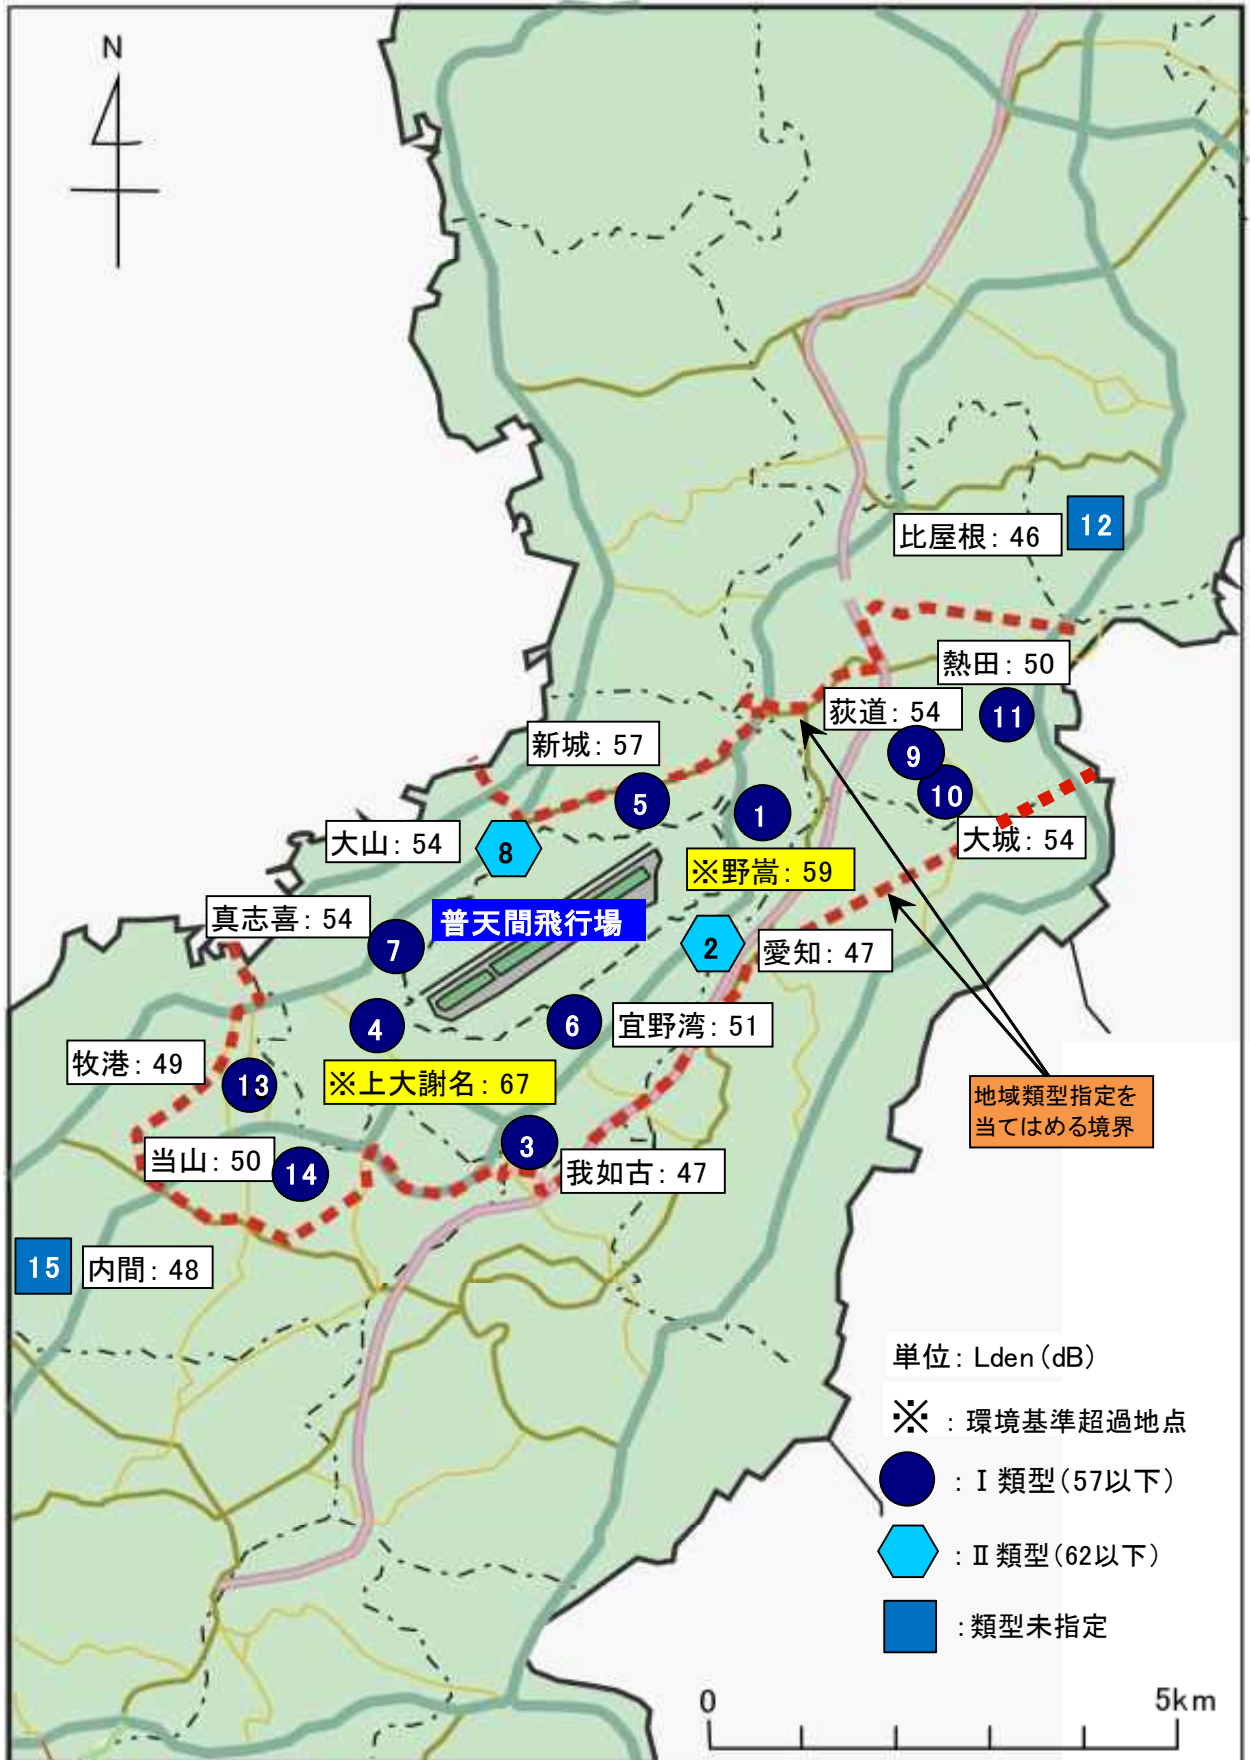 N
比屋根: 46
12
熱田: 50
荻道: 54
11
新城: 57
9
5
10
1
大城: 54
大山: 54
8
※野嵩: 59
真志喜: 54
普天間飛行場
7
2
愛知: 47
4
6
宜野湾: 51
牧港: 49
13
※上大謝名: 67
地域類型指定を
当てはめる境界
3
当山: 50
14
我如古: 47
15
内間: 48
単位: Lden(dB)
※ : 環境基準超過地点
: Ⅰ類型(57以下)
: Ⅱ類型(62以下)
: 類型未指定
0
5km